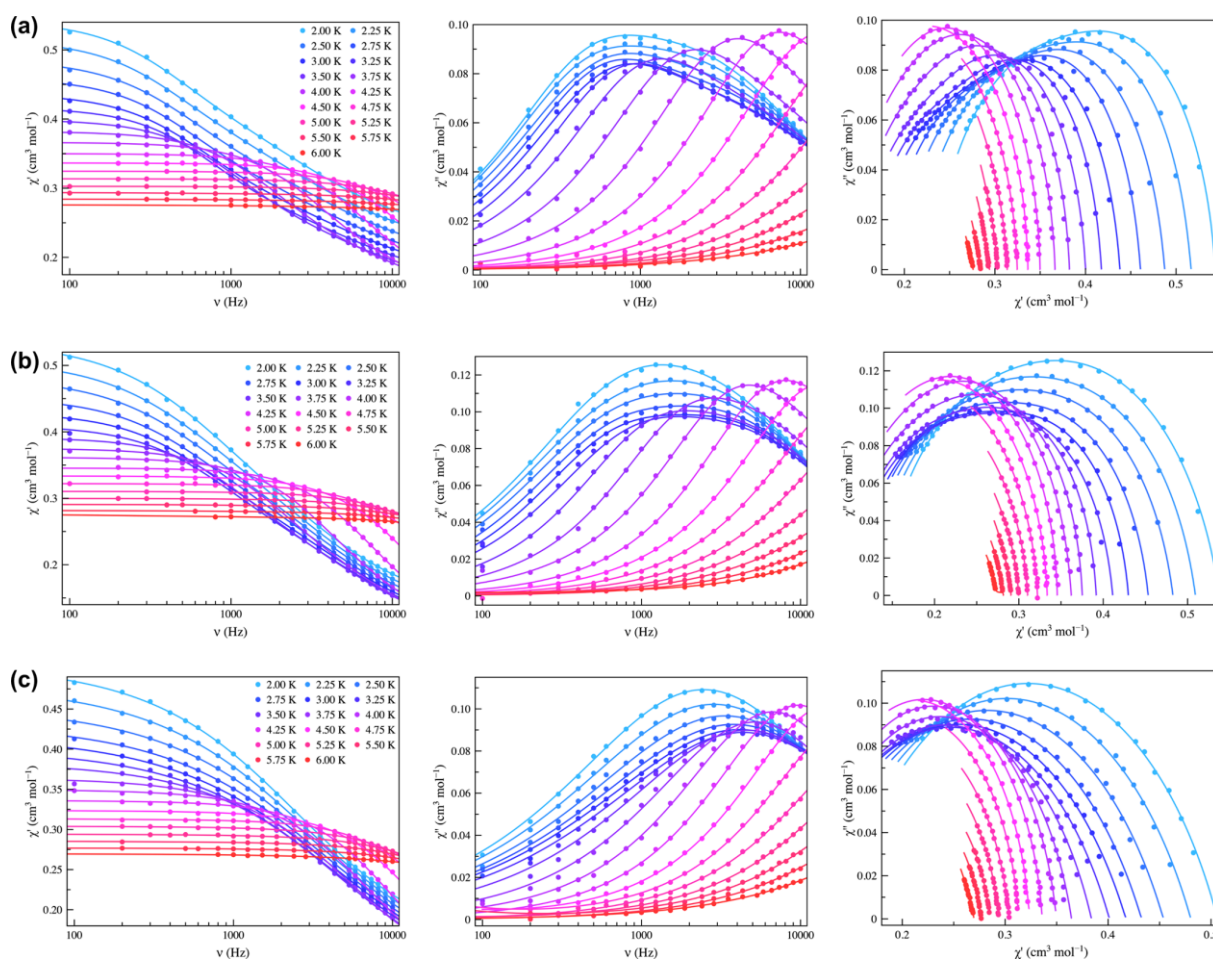 (a)
0.5
0.4
0.3
0.2
χ' (cm³ mol⁻¹)
100 1000 10000
ν (Hz)
2.00 K 2.25 K
2.50 K 2.75 K
3.00 K 3.25 K
3.50 K 3.75 K
4.00 K 4.25 K
4.50 K 4.75 K
5.00 K 5.25 K
5.50 K 5.75 K
6.00 K
0.10
0.08
0.06
0.04
0.02
0
χ" (cm³ mol⁻¹)
100 1000 10000
ν (Hz)
0.10
0.08
0.06
0.04
0.02
0
χ" (cm³ mol⁻¹)
0.2 0.3 0.4 0.5
χ' (cm³ mol⁻¹)
(b)
0.5
0.4
0.3
0.2
χ' (cm³ mol⁻¹)
100 1000 10000
ν (Hz)
2.00 K 2.25 K 2.50 K
2.75 K 3.00 K 3.25 K
3.50 K 3.75 K 4.00 K
4.25 K 4.50 K 4.75 K
5.00 K 5.25 K 5.50 K
5.75 K 6.00 K
0.12
0.10
0.08
0.06
0.04
0.02
0
χ" (cm³ mol⁻¹)
100 1000 10000
ν (Hz)
0.12
0.10
0.08
0.06
0.04
0.02
0
χ" (cm³ mol⁻¹)
0.2 0.3 0.4 0.5
χ' (cm³ mol⁻¹)
(c)
0.45
0.40
0.35
0.30
0.25
0.20
χ' (cm³ mol⁻¹)
100 1000 10000
ν (Hz)
2.00 K 2.25 K 2.50 K
2.75 K 3.00 K 3.25 K
3.50 K 3.75 K 4.00 K
4.25 K 4.50 K 4.75 K
5.00 K 5.25 K 5.50 K
5.75 K 6.00 K
0.10
0.08
0.06
0.04
0.02
0
χ" (cm³ mol⁻¹)
100 1000 10000
ν (Hz)
0.10
0.08
0.06
0.04
0.02
0
χ" (cm³ mol⁻¹)
0.2 0.3 0.4
χ' (cm³ mol⁻¹)